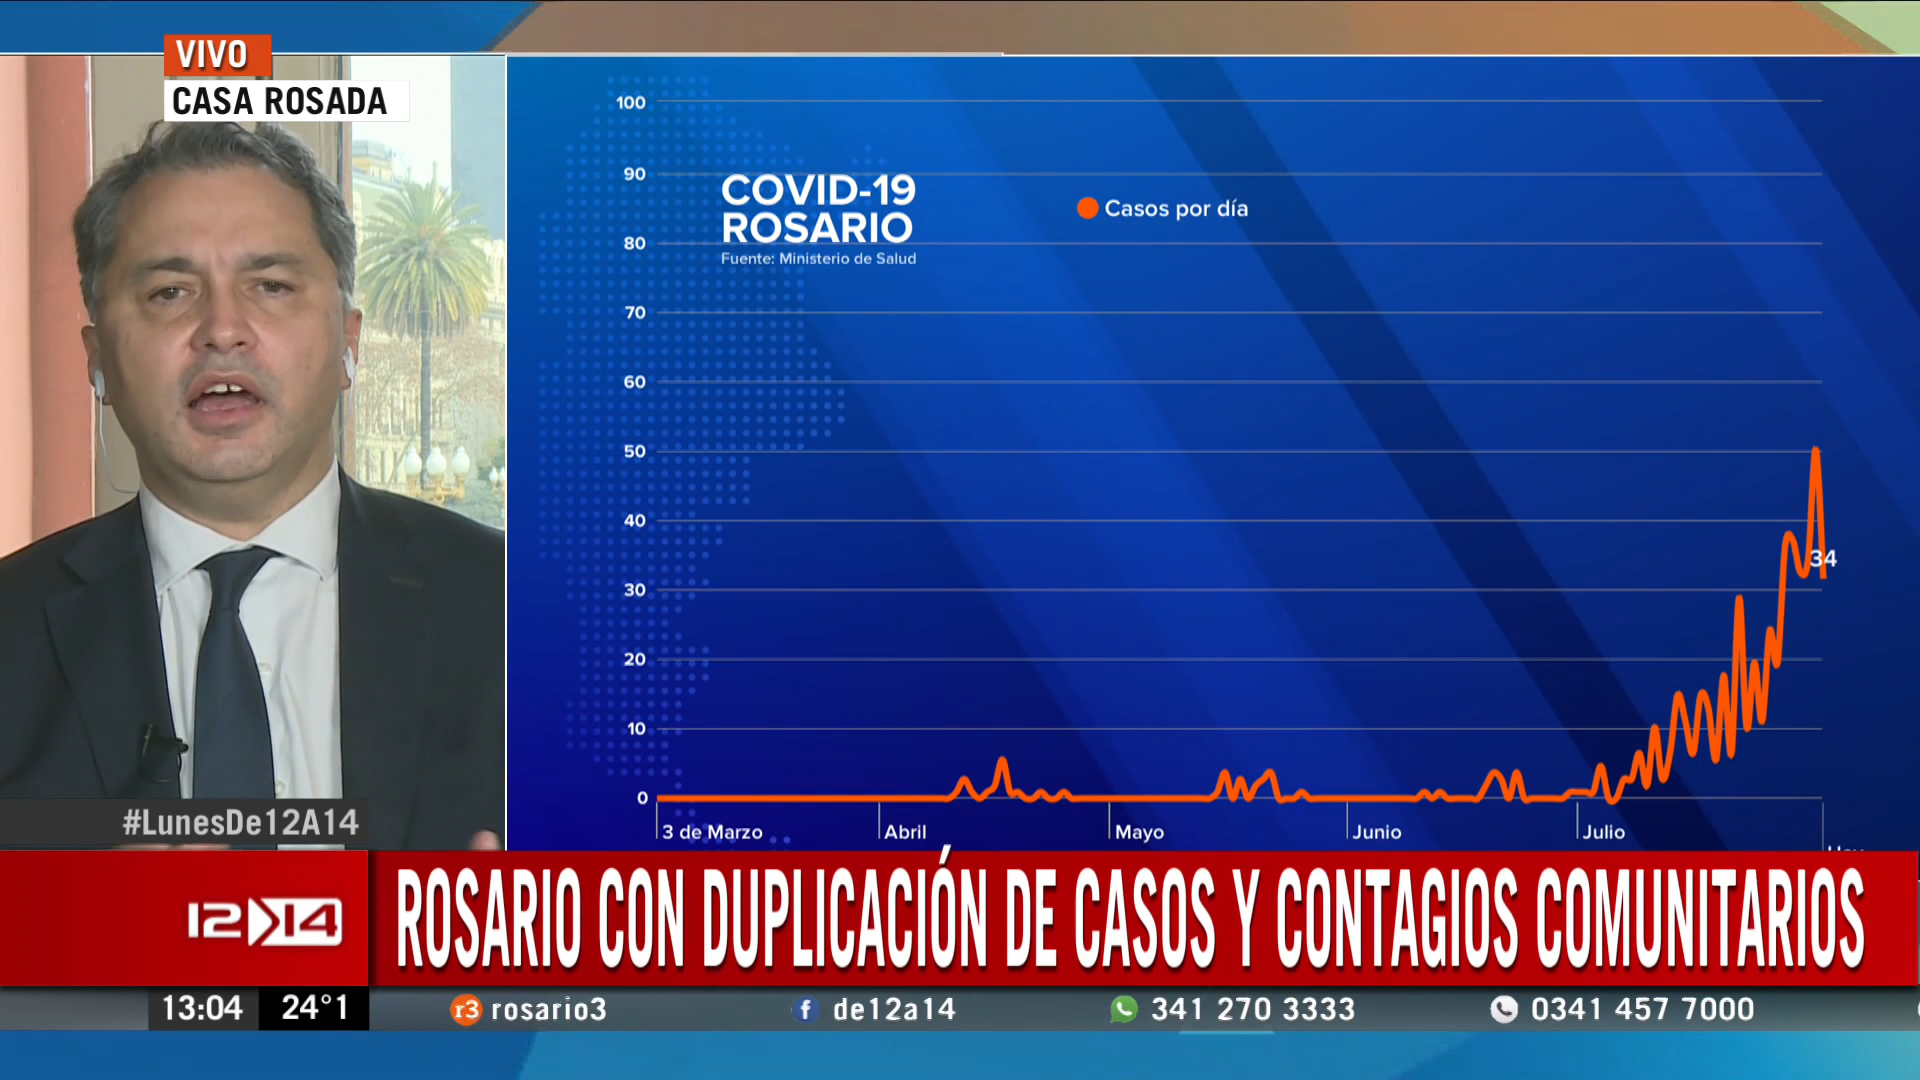 VIVO
CASA ROSADA
100
90
80
70
60
50
40
30
20
10
0
COVID-19
ROSARIO
Fuente: Ministerio de Salud
Casos por día
34
3 de Marzo
Abril
Mayo
Junio
Julio
#LunesDe12A14
12 14
ROSARIO CON DUPLICACIÓN DE CASOS Y CONTAGIOS COMUNITARIOS
13:04
24°1
r3 rosario3
f de12a14
341 270 3333
0341 457 7000